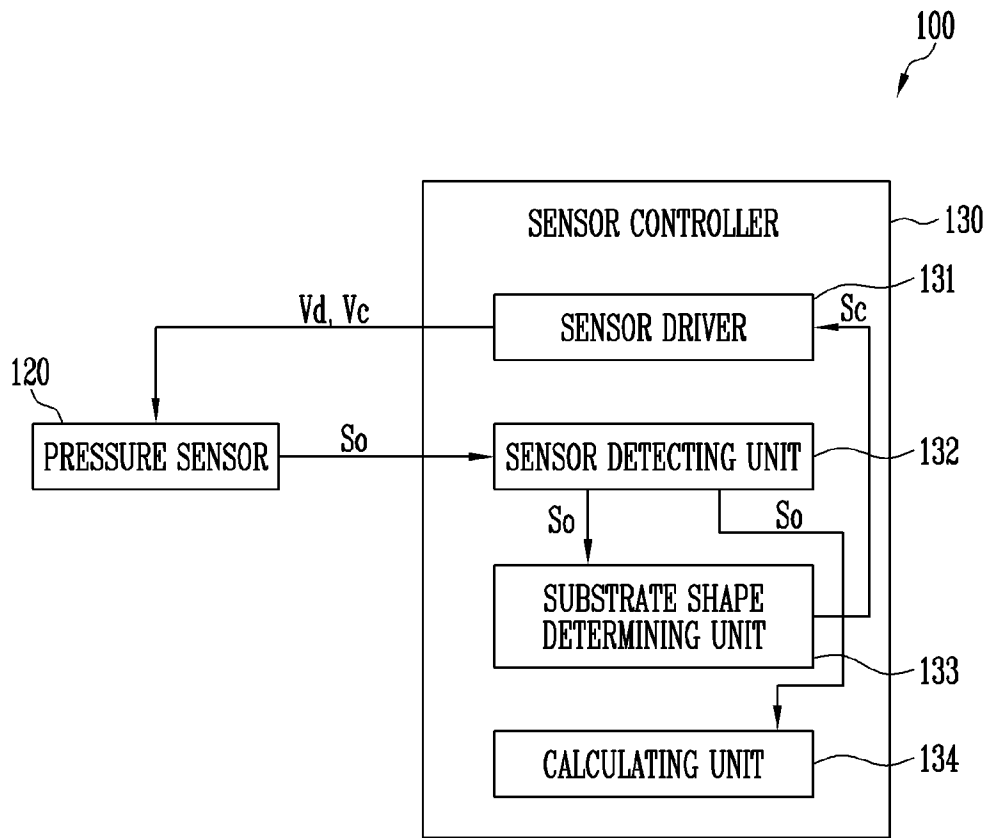 100
SENSOR CONTROLLER
130
131
Vd, Vc
SENSOR DRIVER
Sc
120
PRESSURE SENSOR
So
SENSOR DETECTING UNIT
132
So
So
SUBSTRATE SHAPE
DETERMINING UNIT
133
CALCULATING UNIT
134